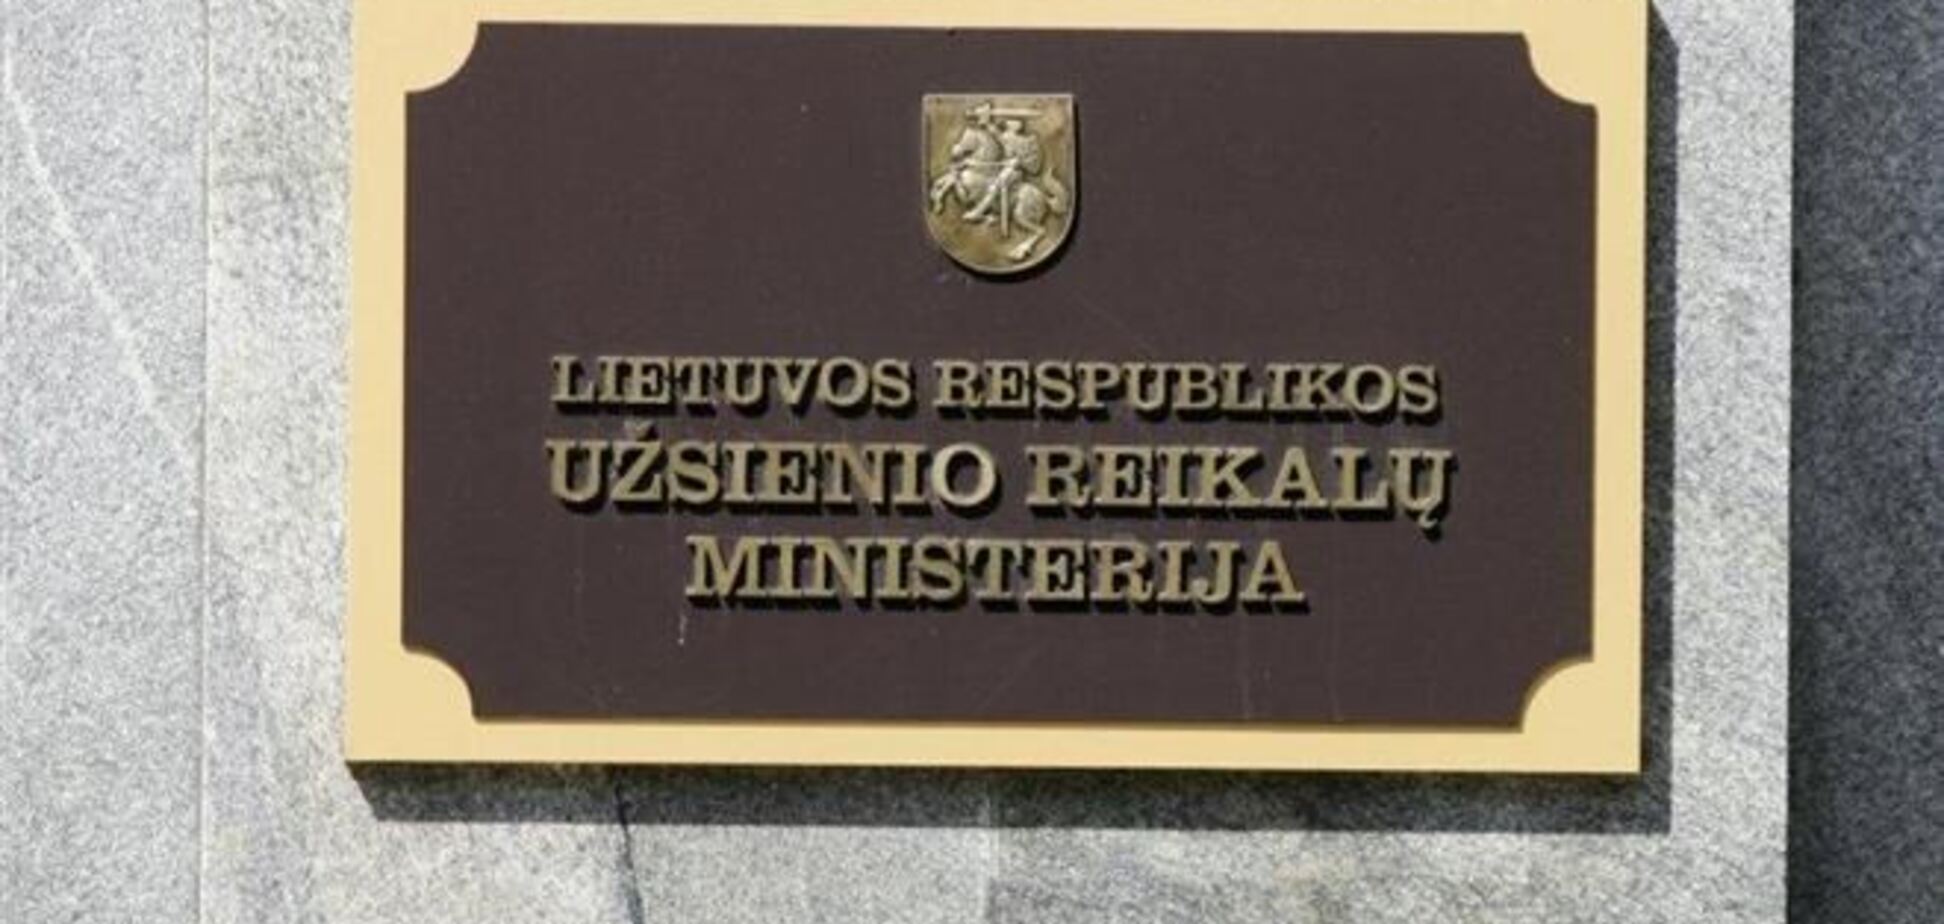 LIETUVOS RESPUBLIKOS
UŽSIENIO REIKALŲ
MINISTERIJA